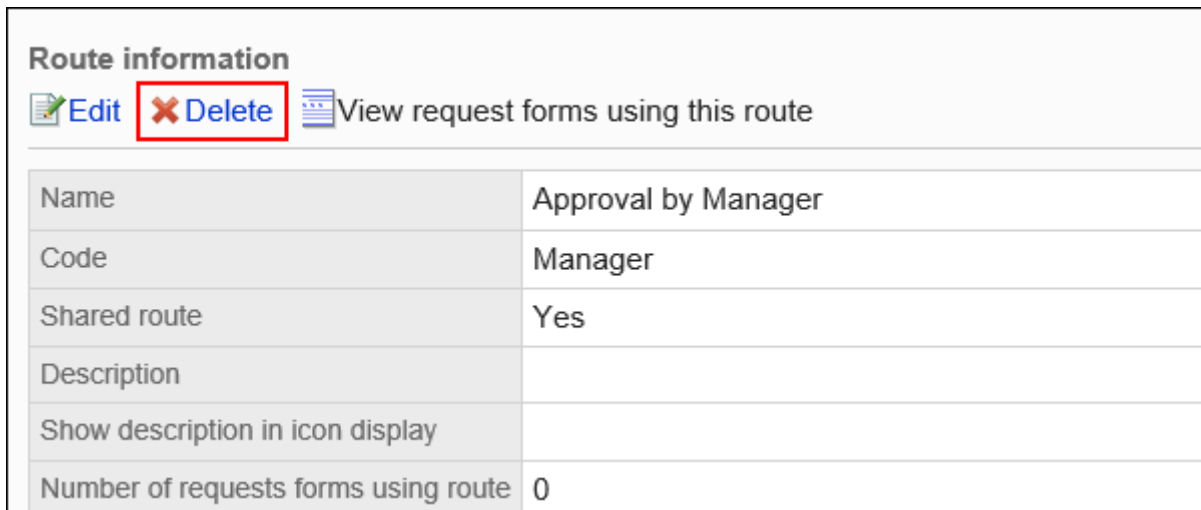 Route information
Edit Delete View request forms using this route
Name Approval by Manager
Code Manager
Shared route Yes
Description
Show description in icon display
Number of requests forms using route 0